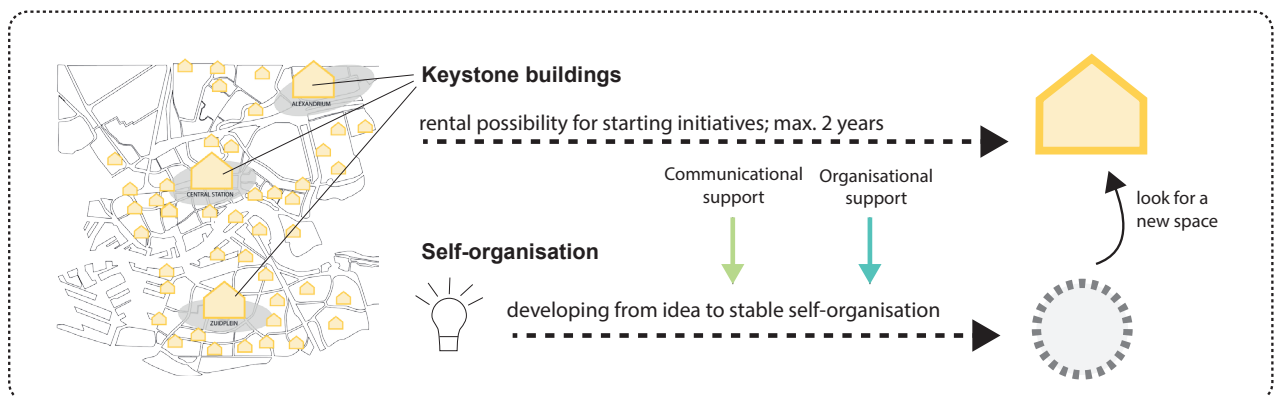 Keystone buildings
ALEXANDRIUM
rental possibility for starting initiatives; max. 2 years
CENTRAL STATION
Communicational
support
Organisational
support
look for a
new space
Self-organisation
ZUIDPLEIN
developing from idea to stable self-organisation